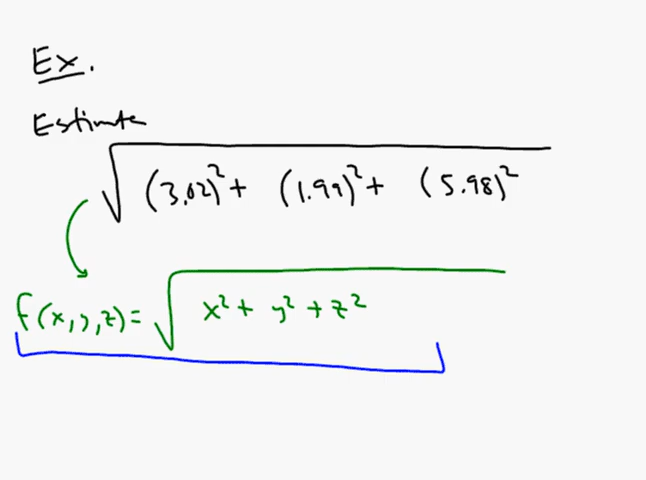 Ex.
Estimate
√((3.02)² + (1.99)² + (5.98)²)
f(x,y,z) = √(x² + y² + z²)